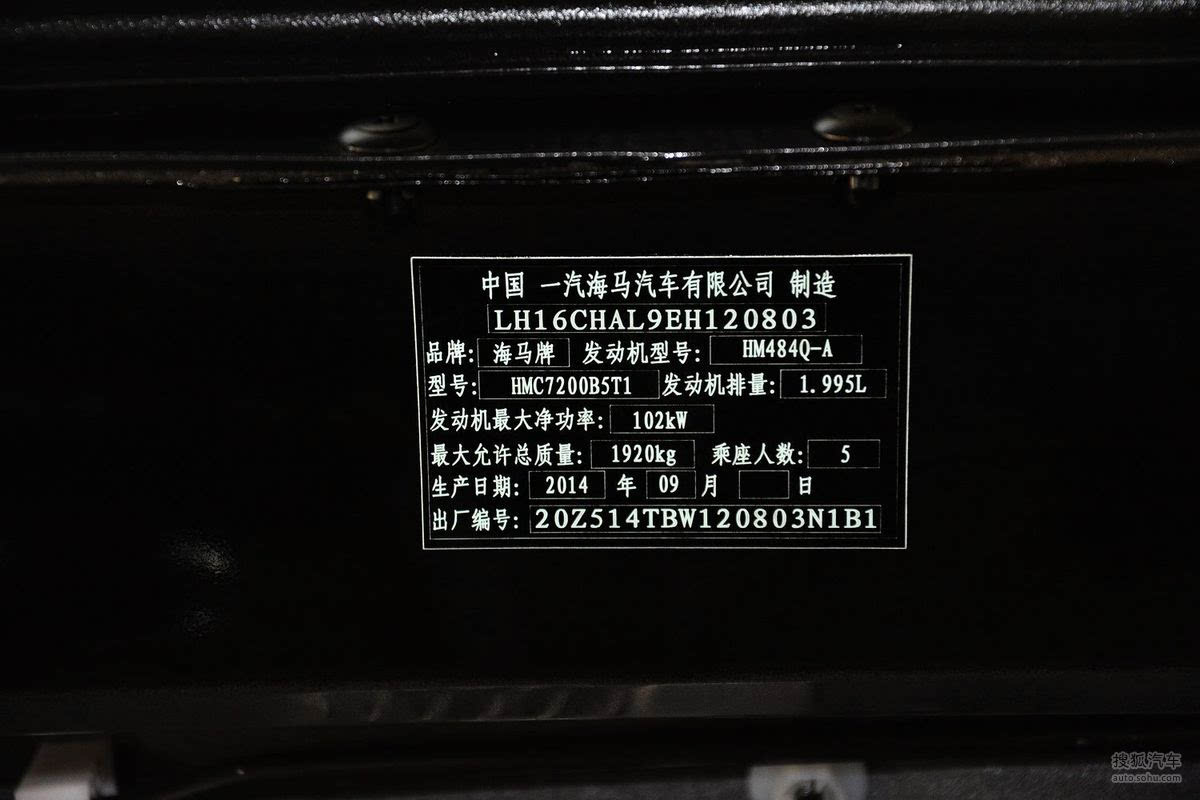 中国 一汽海马汽车有限公司 制造
LH16CHAL9EH120803
品牌: 海马牌 发动机型号: HM484Q-A
型号: HMC7200B5T1 发动机排量: 1.995L
发动机最大净功率: 102kW
最大允许总质量: 1920kg 乘座人数: 5
生产日期: 2014 年 09 月 日
出厂编号: 20Z514TBW120803N1B1
搜狐汽车
auto.sohu.com